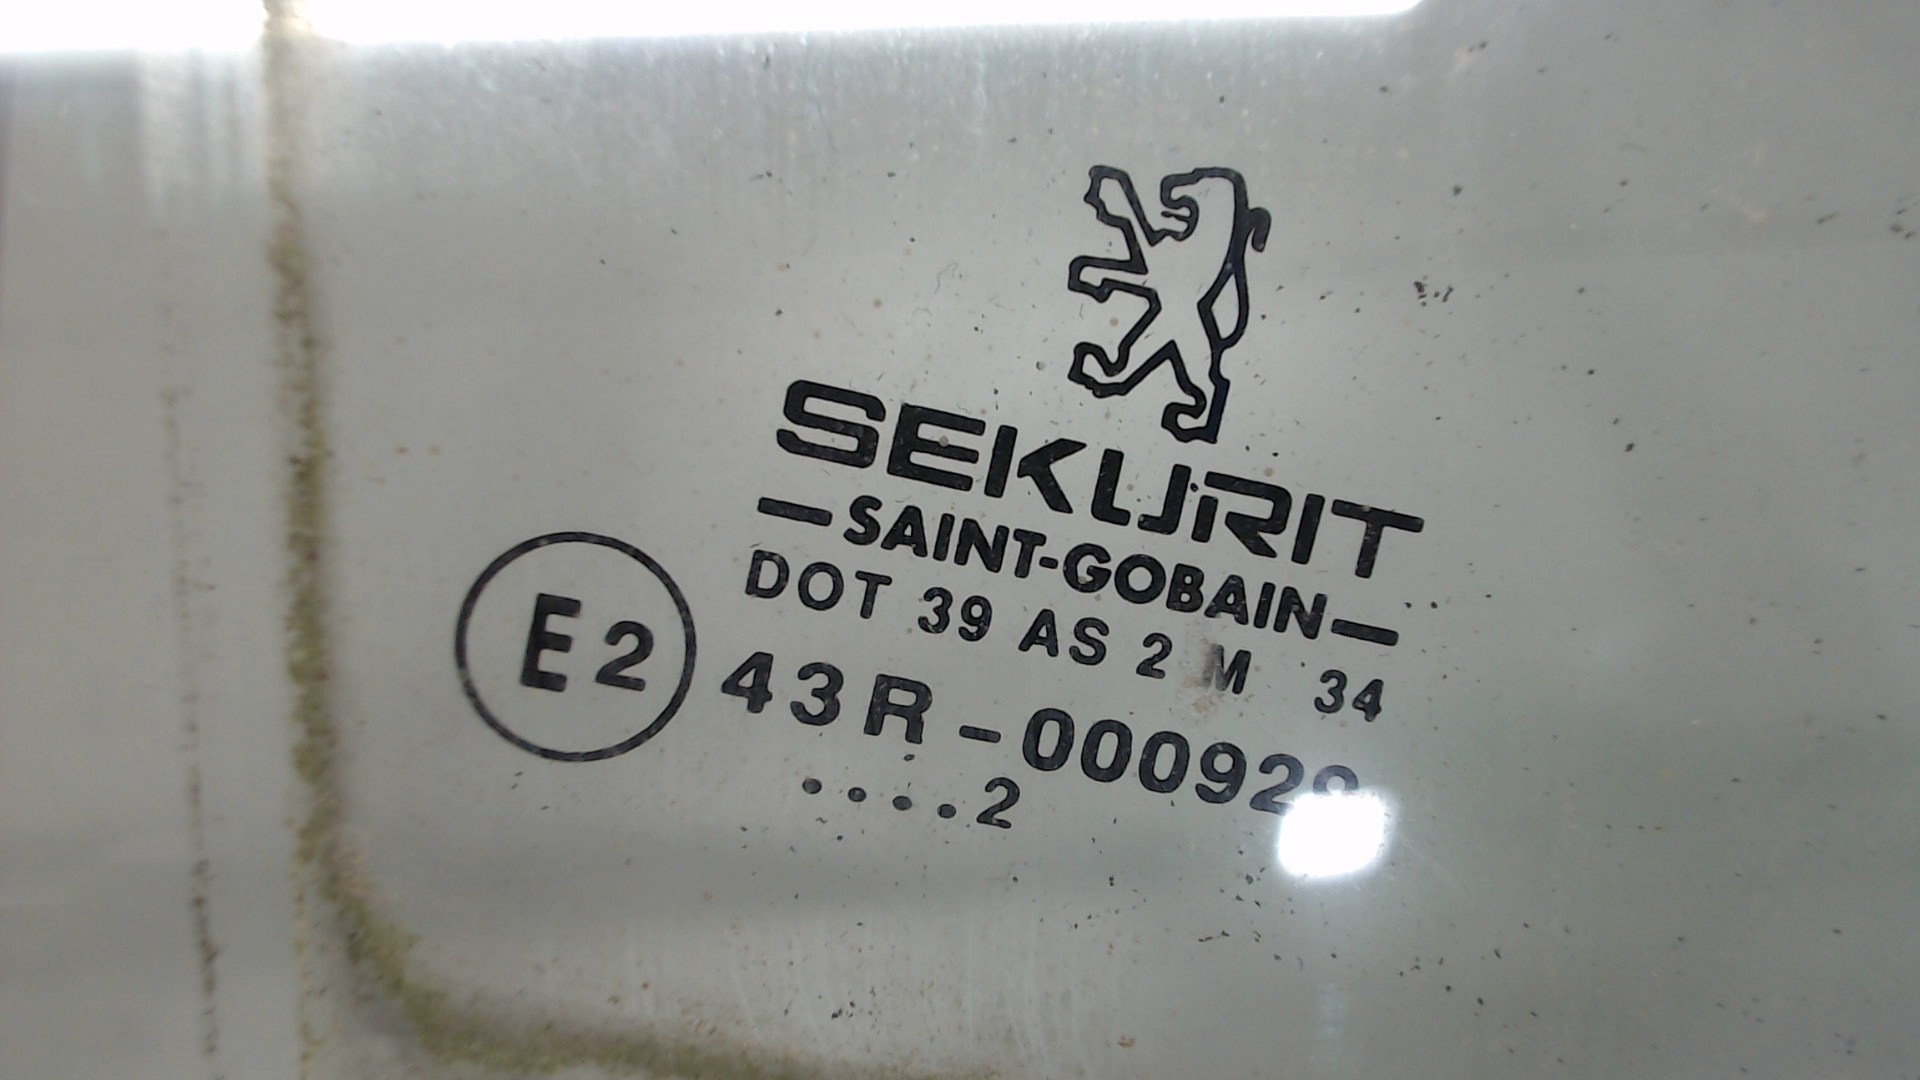 SEKURIT
—SAINT-GOBAIN—
DOT 39 AS 2 M 34
E2
43R-00092
....2